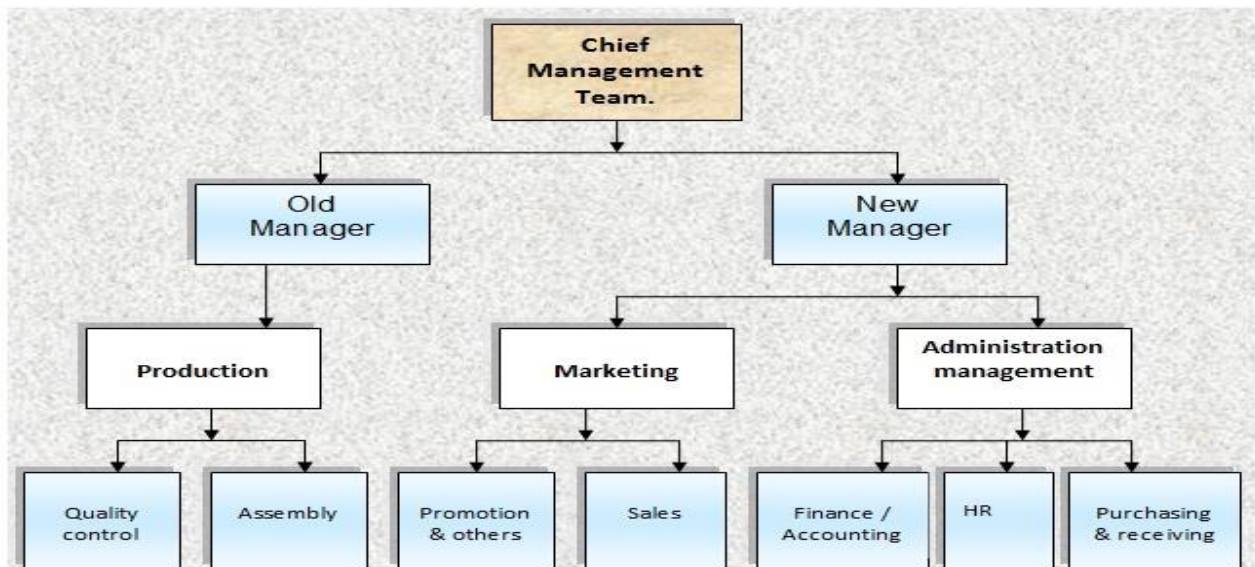 Chief
Management
Team.
Old
Manager
New
Manager
Production
Marketing
Administration
management
Quality
control
Assembly
Promotion
& others
Sales
Finance /
Accounting
HR
Purchasing
& receiving